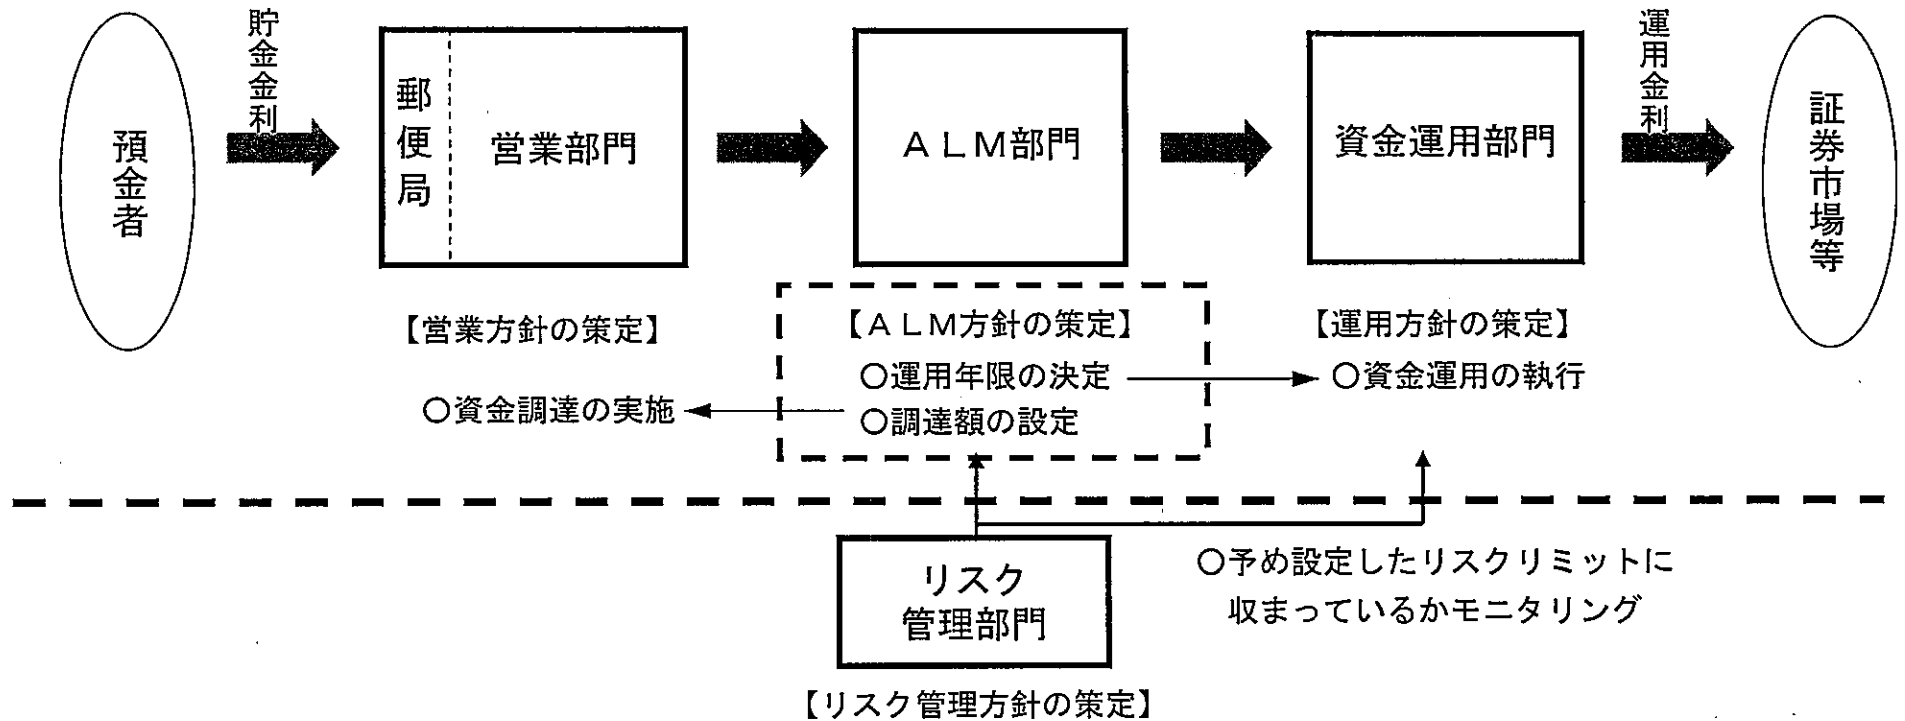 預金者
貯金金利
郵便局
営業部門
ＡＬＭ部門
資金運用部門
運用金利
証券市場等
【営業方針の策定】
○資金調達の実施
【ＡＬＭ方針の策定】
○運用年限の決定
○調達額の設定
【運用方針の策定】
○資金運用の執行
リスク
管理部門
【リスク管理方針の策定】
○予め設定したリスクリミットに
収まっているかモニタリング